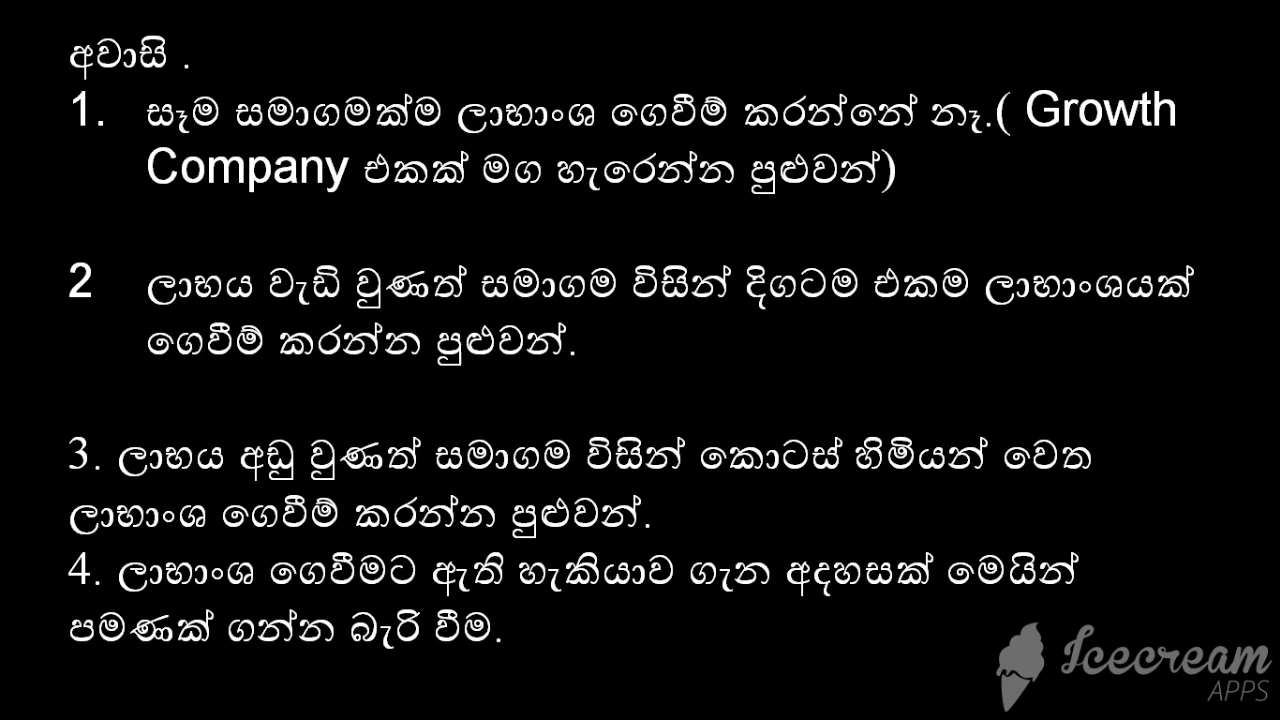 අවාසි .
1. සෑම සමාගමක්ම ලාභාංශ ගෙවීම් කරන්නේ නෑ.( Growth
Company එකක් මග හැරෙන්න පුළුවන්)
2 ලාභය වැඩි වුණත් සමාගම විසින් දිගටම එකම ලාභාංශයක්
ගෙවීම් කරන්න පුළුවන්.
3. ලාභය අඩු වුණත් සමාගම විසින් කොටස් හිමියන් වෙත
ලාභාංශ ගෙවීම් කරන්න පුළුවන්.
4. ලාභාංශ ගෙවීමට ඇති හැකියාව ගැන අදහසක් මෙයින්
පමණක් ගන්න බැරි වීම.
Icecream
APPS